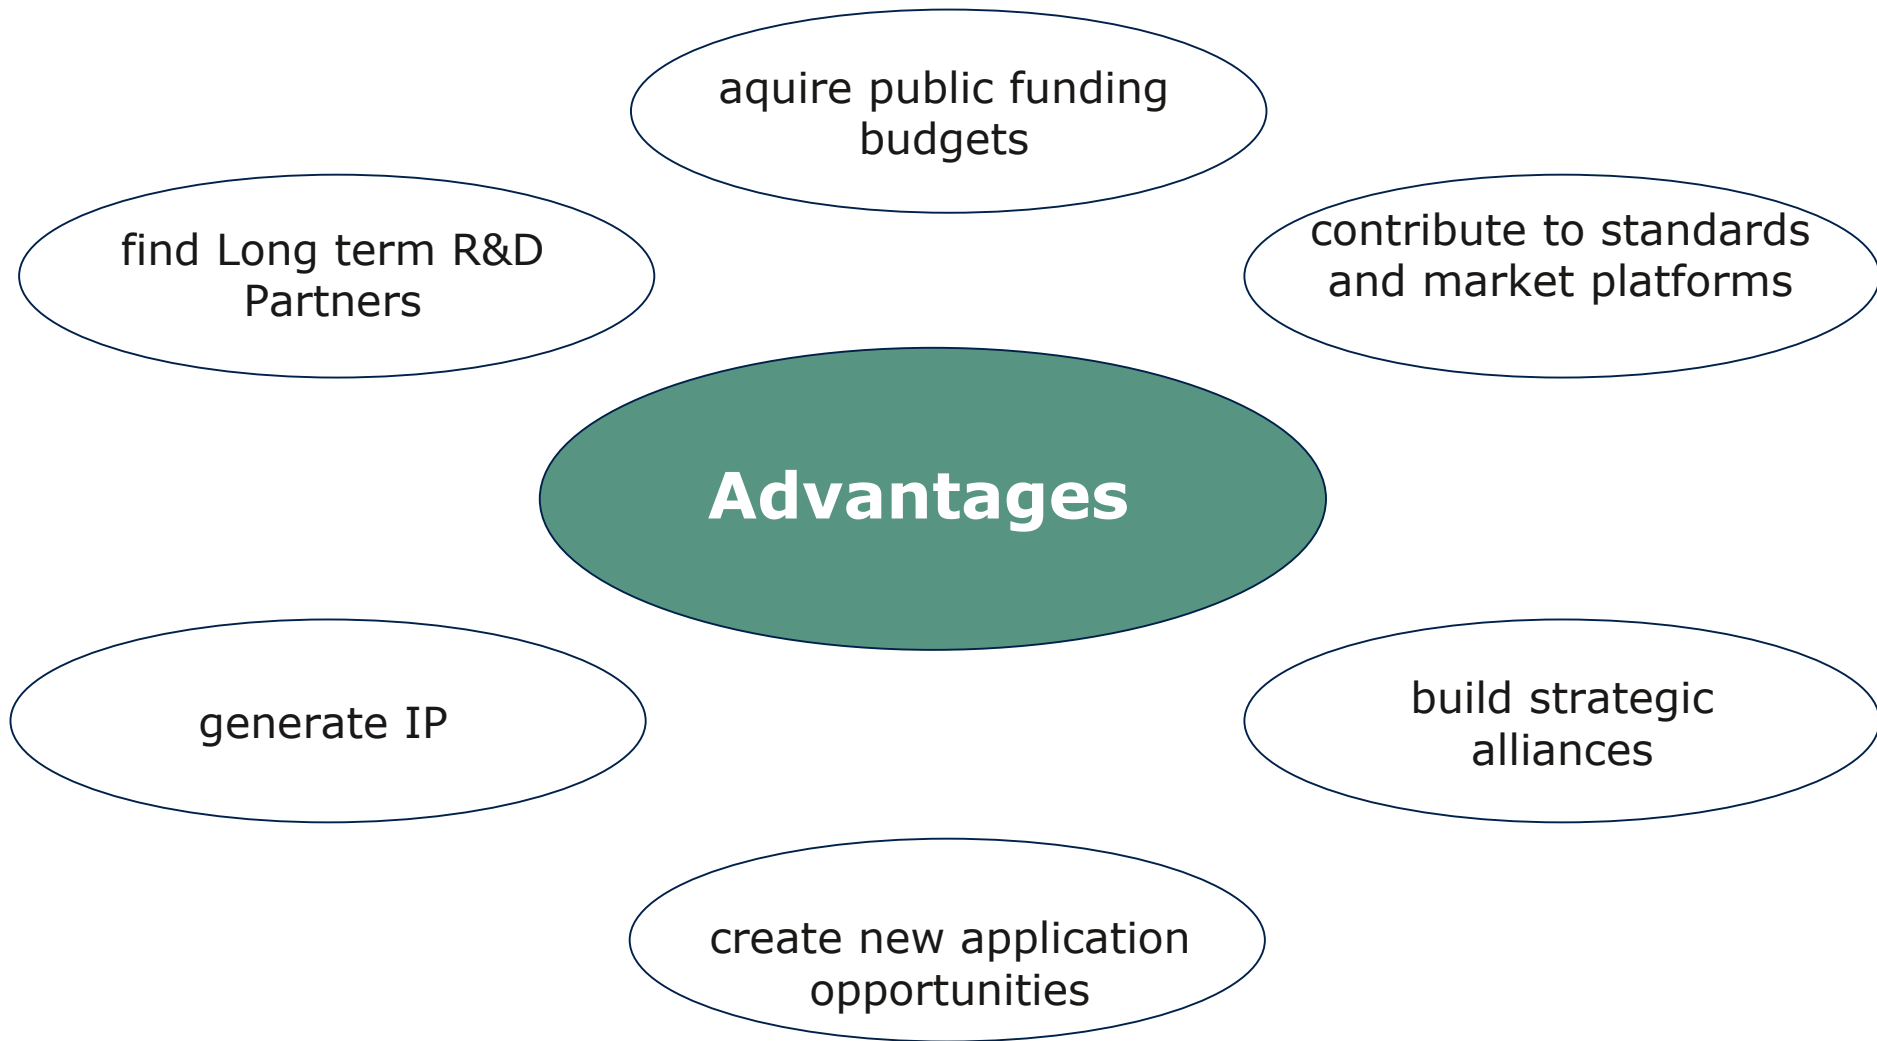 aquire public funding
budgets
find Long term R&D
Partners
contribute to standards
and market platforms
Advantages
generate IP
build strategic
alliances
create new application
opportunities